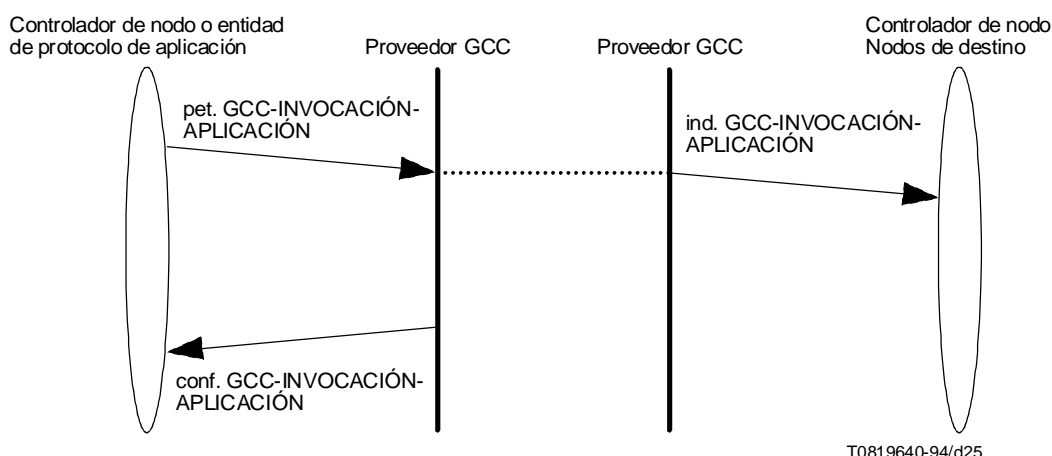 Controlador de nodo o entidad
de protocolo de aplicación
Proveedor GCC
Proveedor GCC
Controlador de nodo
Nodos de destino
pet. GCC-INVOCACIÓN-
APLICACIÓN
ind. GCC-INVOCACIÓN-
APLICACIÓN
conf. GCC-INVOCACIÓN-
APLICACIÓN
T0819640-94/d25